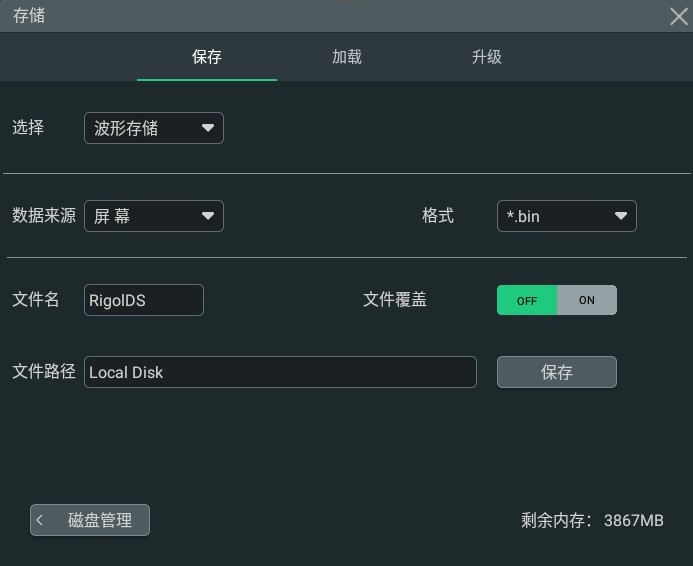 存储
保存 加载 升级
选择 波形存储
数据来源 屏 幕 格式 *.bin
文件名 RigolDS 文件覆盖 OFF ON
文件路径 Local Disk 保存
磁盘管理 剩余内存： 3867MB